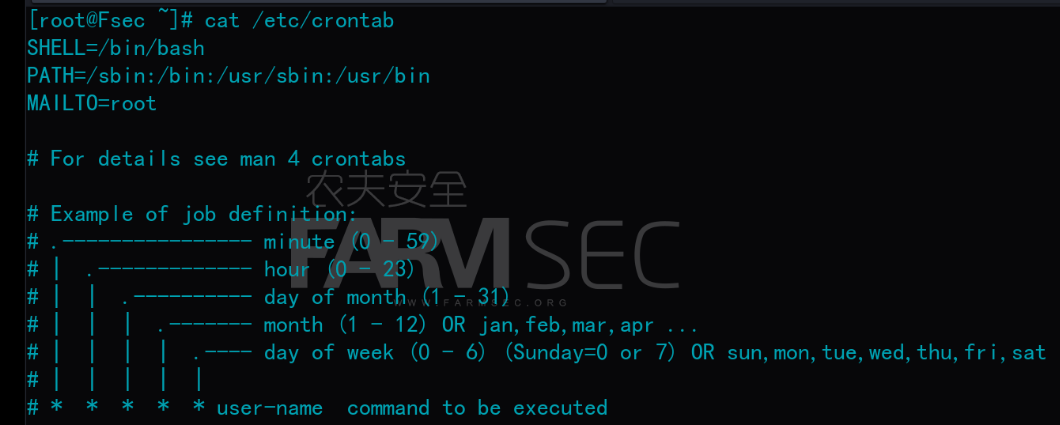 [root@Fsec ~]# cat /etc/crontab
SHELL=/bin/bash
PATH=/sbin:/bin:/usr/sbin:/usr/bin
MAILTO=root
# For details see man 4 crontabs
农夫安全
# Example of job definition:
FARMSEC
# .---------------- minute (0 - 59)
# |  .------------- hour (0 - 23)
# |  |  .---------- day of month (1 - 31)
WWW.FARMSEC.ORG
# |  |  |  .------- month (1 - 12) OR jan,feb,mar,apr ...
# |  |  |  |  .---- day of week (0 - 6) (Sunday=0 or 7) OR sun,mon,tue,wed,thu,fri,sat
# |  |  |  |  |
# *  *  *  *  * user-name  command to be executed